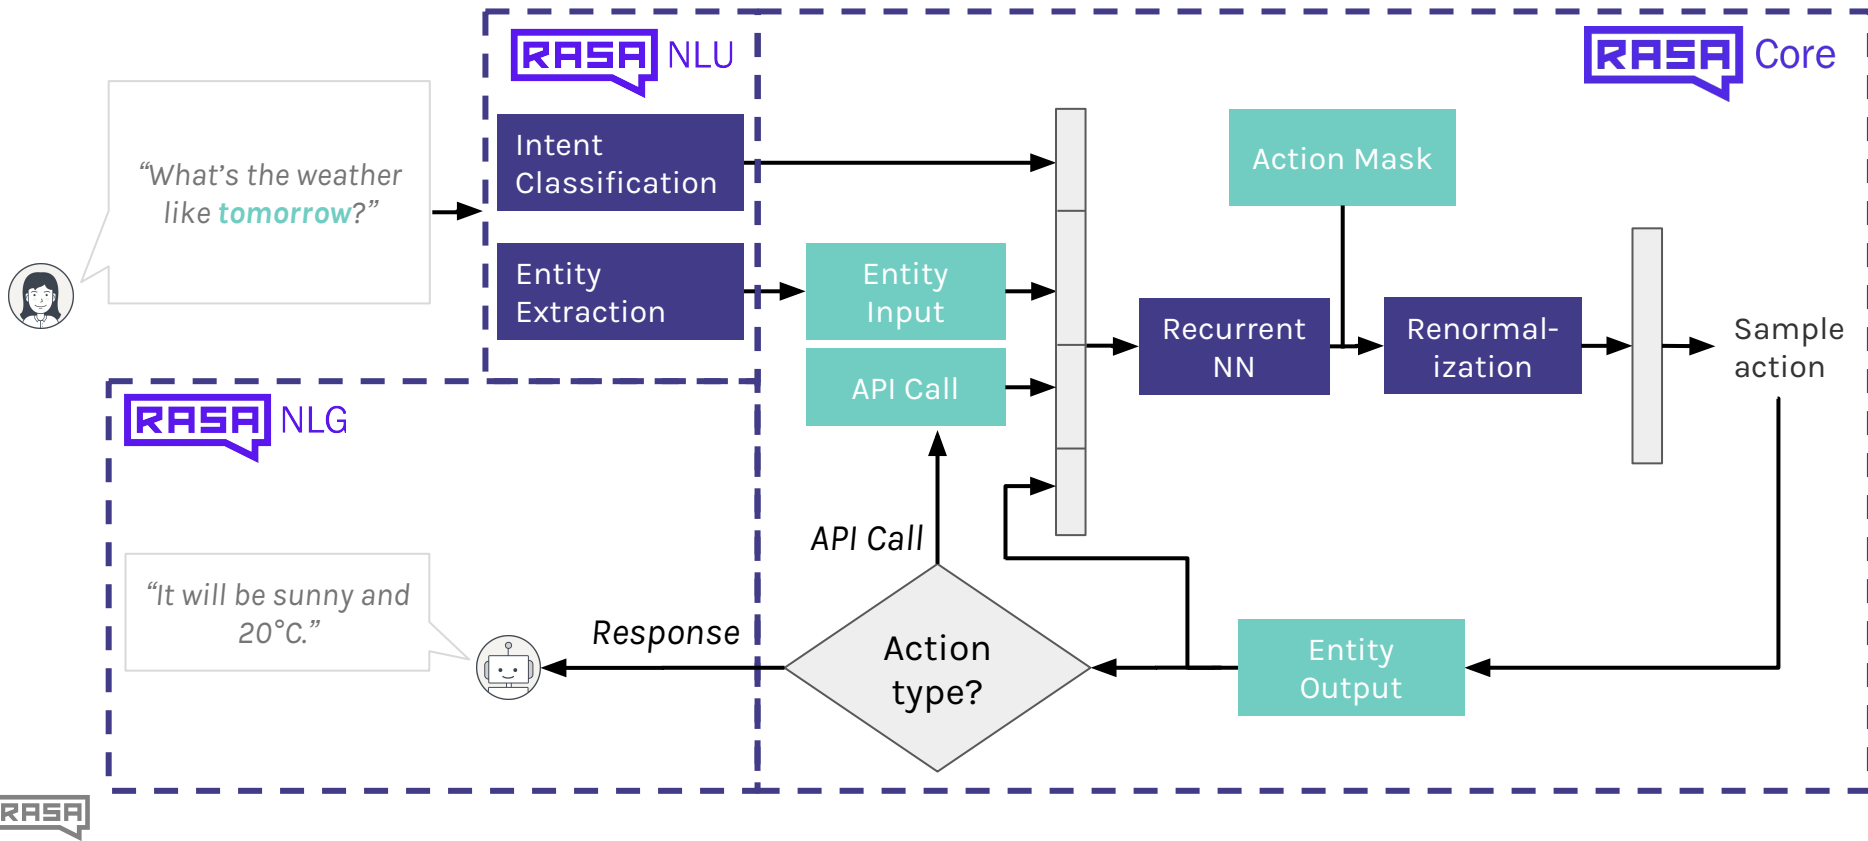 RASA NLU
RASA Core
“What’s the weather
like tomorrow?”
Intent
Classification
Entity
Extraction
Entity
Input
API Call
Action Mask
Recurrent
NN
Renormal-
ization
Sample
action
RASA NLG
“It will be sunny and
20°C.”
Response
API Call
Action
type?
Entity
Output
RASA